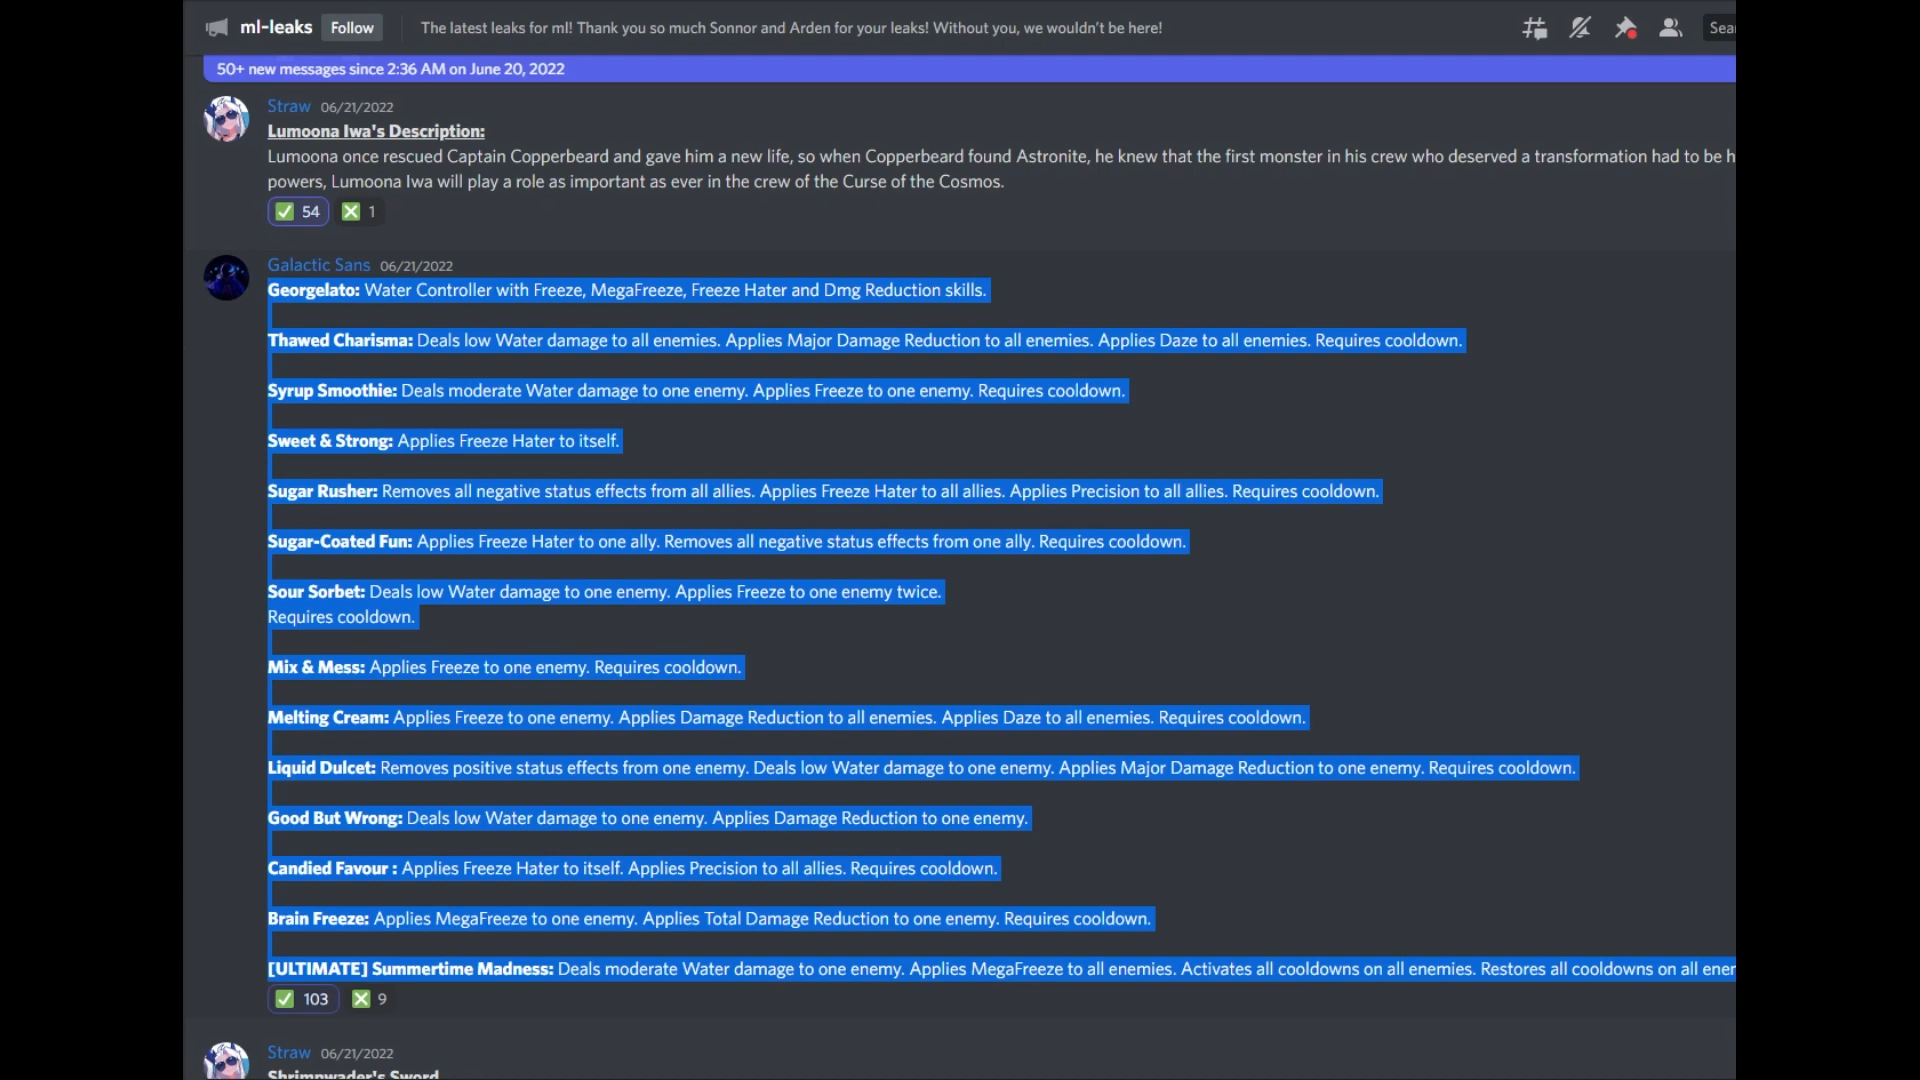 ml-leaks Follow The latest leaks for ml! Thank you so much Sonnor and Arden for your leaks! Without you, we wouldn't be here!
50+ new messages since 2:36 AM on June 20, 2022
Straw 06/21/2022
Lumoona Iwa's Description:
Lumoona once rescued Captain Copperbeard and gave him a new life, so when Copperbeard found Astronite, he knew that the first monster in his crew who deserved a transformation had to be h
powers, Lumoona Iwa will play a role as important as ever in the crew of the Curse of the Cosmos.
54 1
Galactic Sans 06/21/2022
Georgelato: Water Controller with Freeze, MegaFreeze, Freeze Hater and Dmg Reduction skills.
Thawed Charisma: Deals low Water damage to all enemies. Applies Major Damage Reduction to all enemies. Applies Daze to all enemies. Requires cooldown.
Syrup Smoothie: Deals moderate Water damage to one enemy. Applies Freeze to one enemy. Requires cooldown.
Sweet & Strong: Applies Freeze Hater to itself.
Sugar Rusher: Removes all negative status effects from all allies. Applies Freeze Hater to all allies. Applies Precision to all allies. Requires cooldown.
Sugar-Coated Fun: Applies Freeze Hater to one ally. Removes all negative status effects from one ally. Requires cooldown.
Sour Sorbet: Deals low Water damage to one enemy. Applies Freeze to one enemy twice.
Requires cooldown.
Mix & Mess: Applies Freeze to one enemy. Requires cooldown.
Melting Cream: Applies Freeze to one enemy. Applies Damage Reduction to all enemies. Applies Daze to all enemies. Requires cooldown.
Liquid Dulcet: Removes positive status effects from one enemy. Deals low Water damage to one enemy. Applies Major Damage Reduction to one enemy. Requires cooldown.
Good But Wrong: Deals low Water damage to one enemy. Applies Damage Reduction to one enemy.
Candied Favour : Applies Freeze Hater to itself. Applies Precision to all allies. Requires cooldown.
Brain Freeze: Applies MegaFreeze to one enemy. Applies Total Damage Reduction to one enemy. Requires cooldown.
[ULTIMATE] Summertime Madness: Deals moderate Water damage to one enemy. Applies MegaFreeze to all enemies. Activates all cooldowns on all enemies. Restores all cooldowns on all
103 9
Straw 06/21/2022
Shrimpwader's Sword